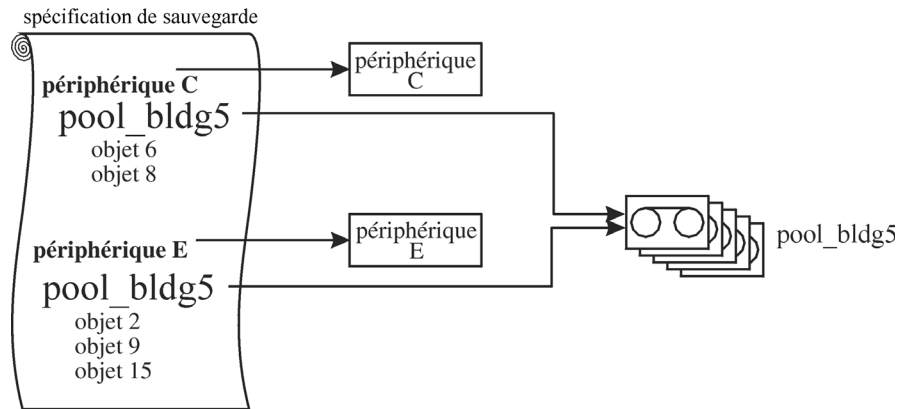 spécification de sauvegarde
périphérique C
pool_bldg5
objet 6
objet 8
périphérique E
pool_bldg5
objet 2
objet 9
objet 15
périphérique
C
périphérique
E
pool_bldg5